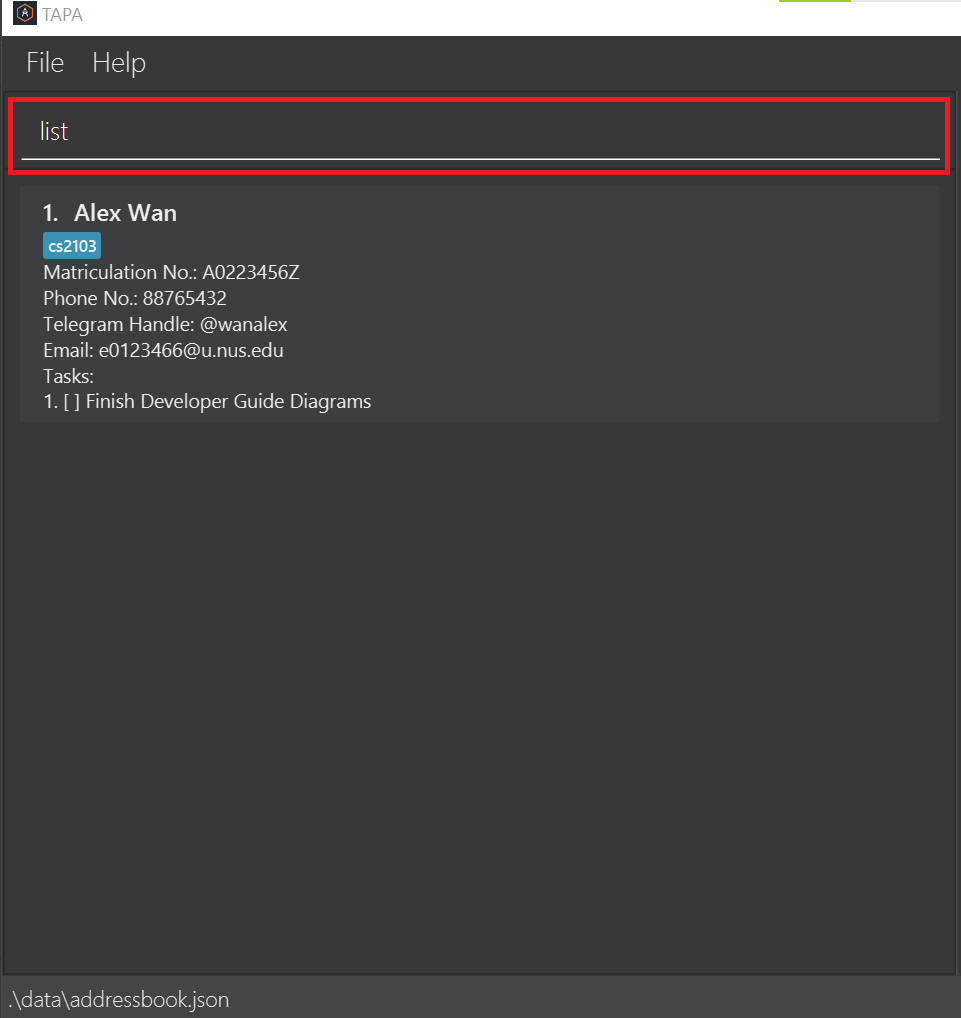 TAPA
File Help
list
1. Alex Wan
cs2103
Matriculation No.: A0223456Z
Phone No.: 88765432
Telegram Handle: @wanalex
Email: e0123466@u.nus.edu
Tasks:
1. [ ] Finish Developer Guide Diagrams
.\data\addressbook.json